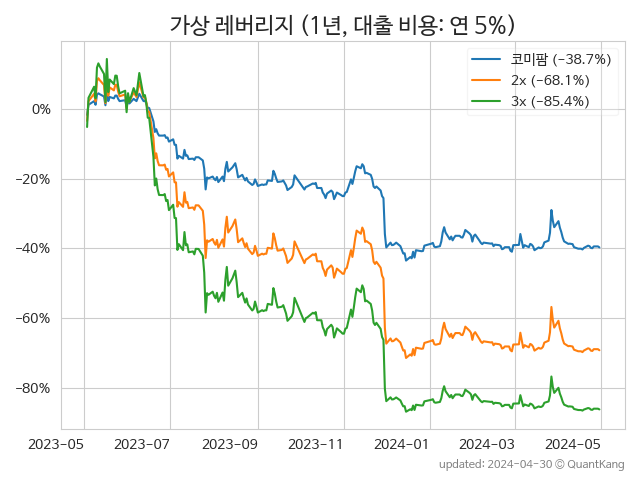 가상 레버리지 (1년, 대출 비용: 연 5%)
코미팜 (−38.7%)
2x (−68.1%)
3x (−85.4%)
0%
−20%
−40%
−60%
−80%
2023-05 2023-07 2023-09 2023-11 2024-01 2024-03 2024-05
updated: 2024-04-30 © QuantKang